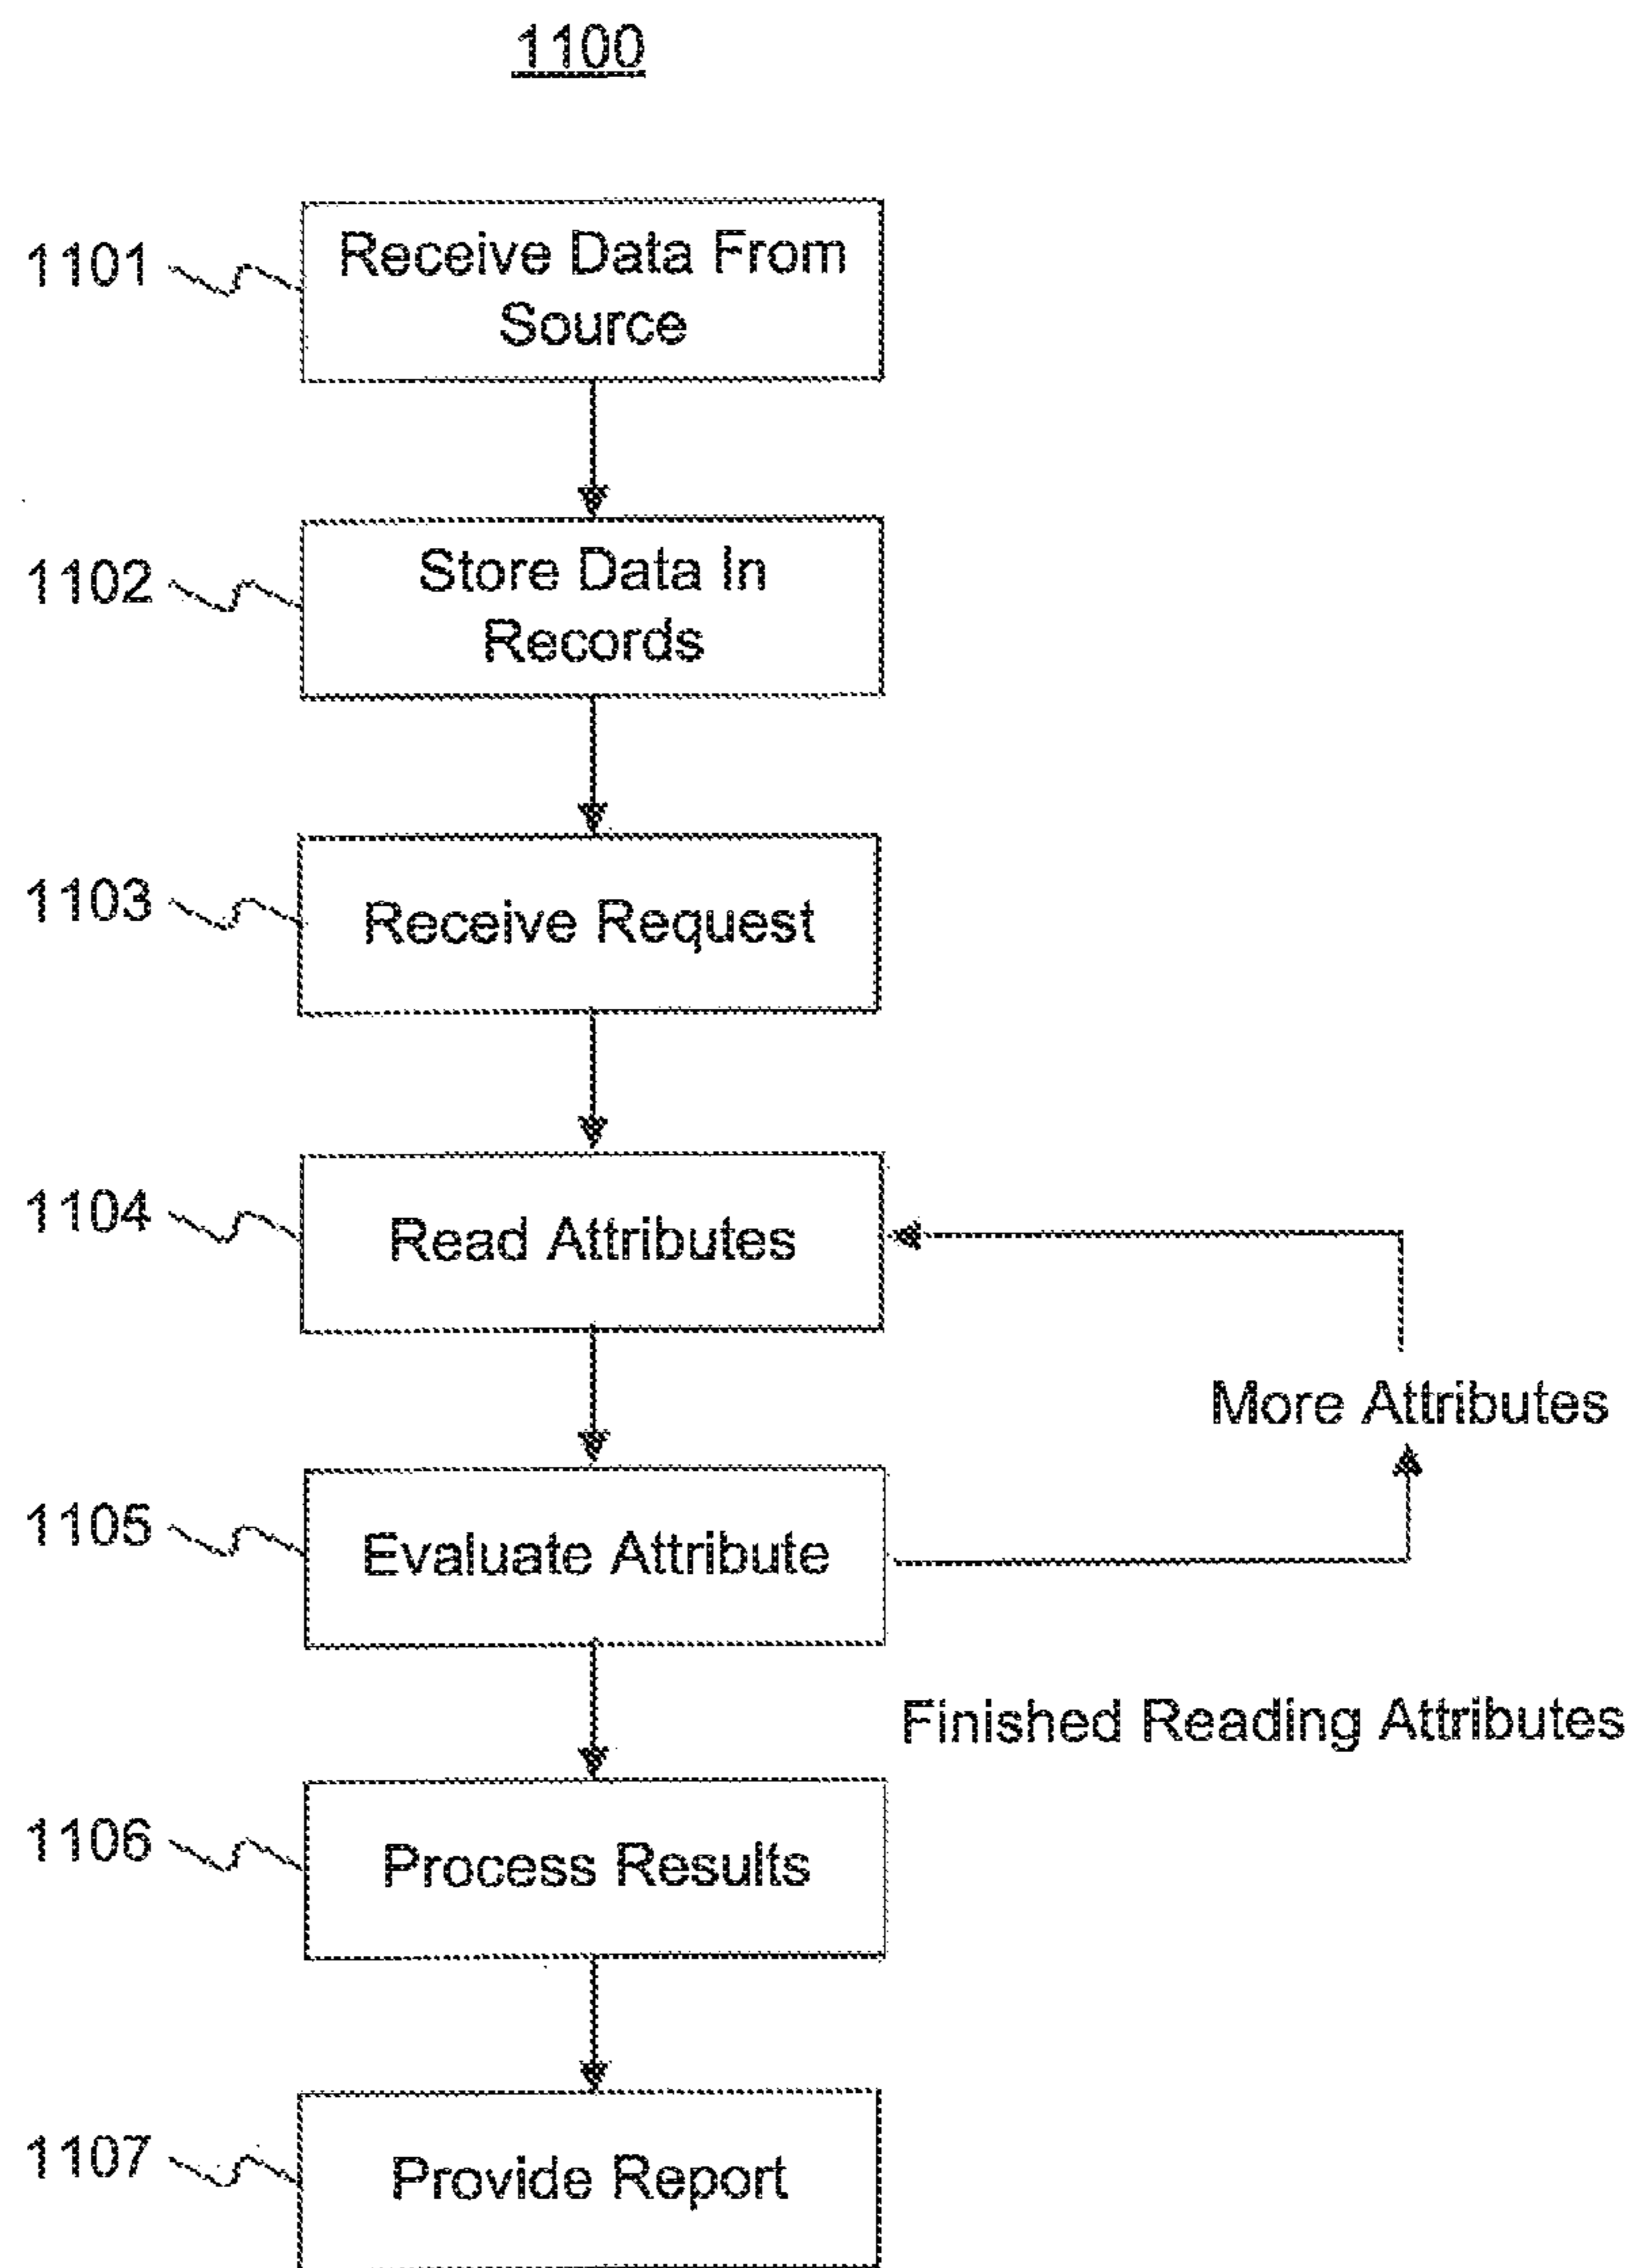 1100
1101
Receive Data From
Source
1102
Store Data In
Records
1103
Receive Request
1104
Read Attributes
More Attributes
1105
Evaluate Attribute
Finished Reading Attributes
1106
Process Results
1107
Provide Report